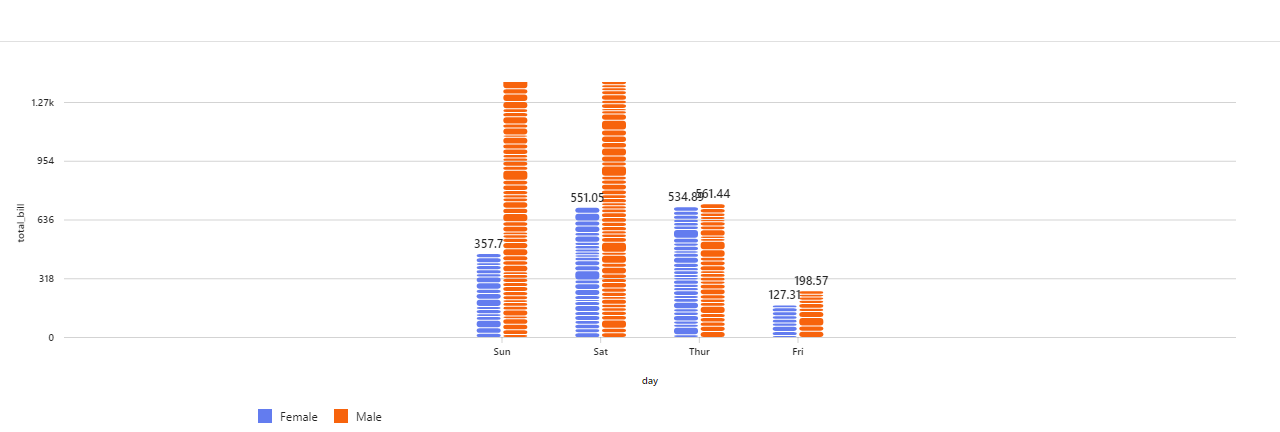 1.27k
954
636
318
0
total_bill
357.7
551.05
534.89
561.44
127.31
198.57
Sun Sat Thur Fri
day
Female Male